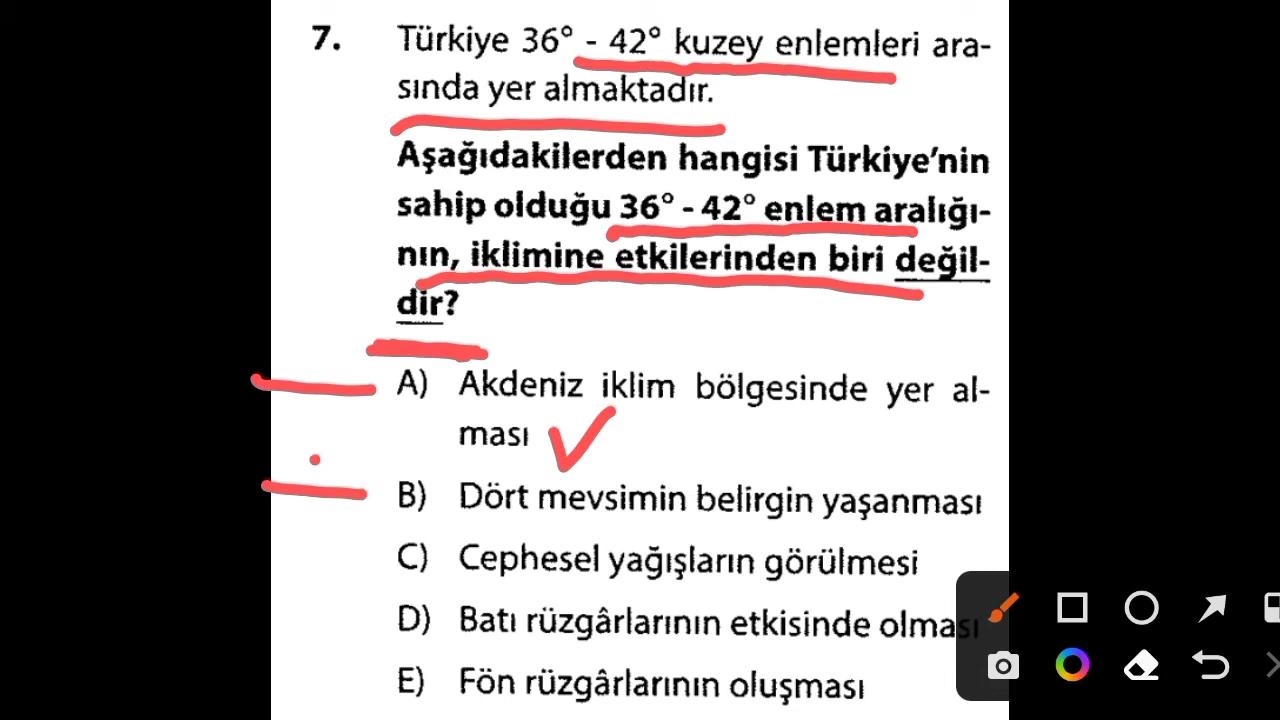 7. Türkiye 36° - 42° kuzey enlemleri ara-
sında yer almaktadır.
Aşağıdakilerden hangisi Türkiye'nin
sahip olduğu 36° - 42° enlem aralığı-
nın, iklimine etkilerinden biri değil-
dir?
A) Akdeniz iklim bölgesinde yer al-
ması
B) Dört mevsimin belirgin yaşanması
C) Cephesel yağışların görülmesi
D) Batı rüzgârlarının etkisinde olması
E) Fön rüzgârlarının oluşması